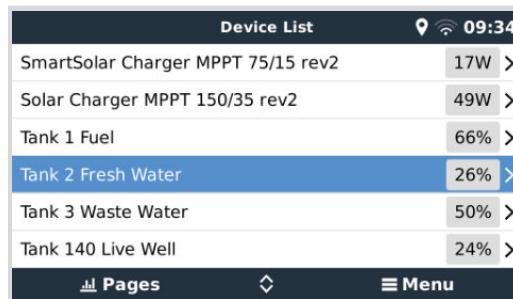 Device List 09:34
SmartSolar Charger MPPT 75/15 rev2 17W
Solar Charger MPPT 150/35 rev2 49W
Tank 1 Fuel 66%
Tank 2 Fresh Water 26%
Tank 3 Waste Water 50%
Tank 140 Live Well 24%
Pages Menu